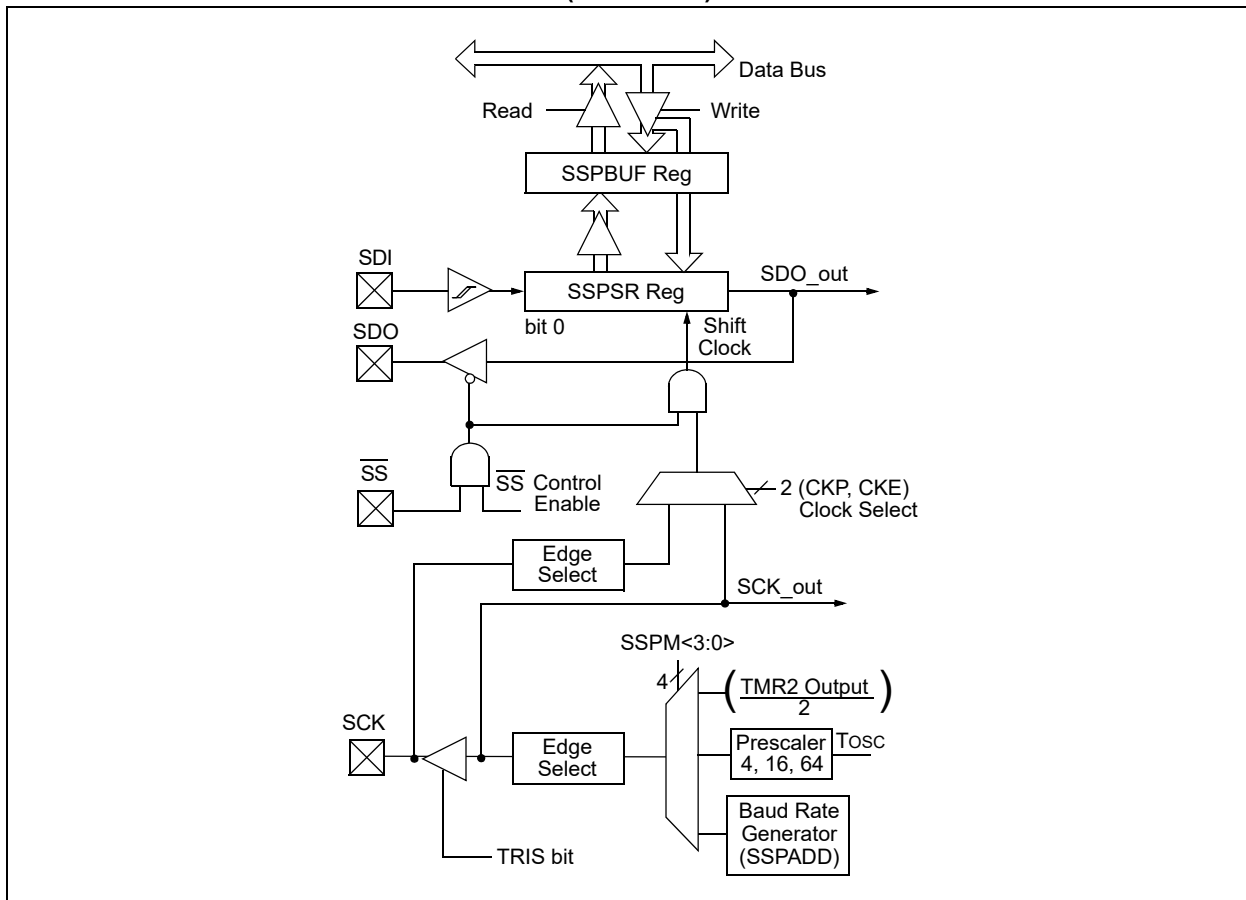 Data Bus
Read
Write
SSPBUF Reg
SDI
SDO_out
SSPSR Reg
bit 0
Shift
Clock
SDO
SS
SS Control
Enable
2 (CKP, CKE)
Clock Select
Edge
Select
SCK_out
SSPM<3:0>
4
( TMR2 Output )
2
SCK
Edge
Select
Prescaler
4, 16, 64
TOSC
Baud Rate
Generator
(SSPADD)
TRIS bit